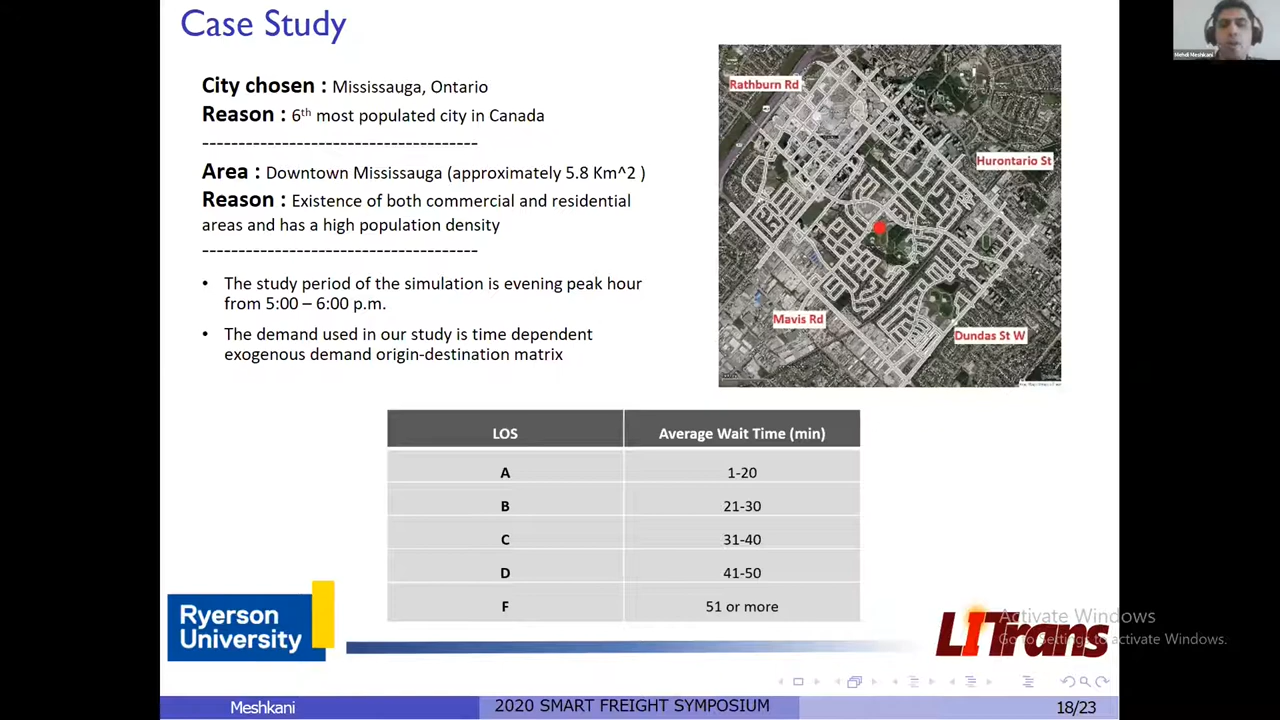 Case Study
Mehdi Meshkani
City chosen : Mississauga, Ontario
Reason : 6th most populated city in Canada
--------------------------------------
Area : Downtown Mississauga (approximately 5.8 Km^2 )
Reason : Existence of both commercial and residential
areas and has a high population density
--------------------------------------
• The study period of the simulation is evening peak hour
from 5:00 – 6:00 p.m.
• The demand used in our study is time dependent
exogenous demand origin-destination matrix
Rathburn Rd
Hurontario St
Mavis Rd
Dundas St W
LOS Average Wait Time (min)
A 1-20
B 21-30
C 31-40
D 41-50
F 51 or more
Ryerson
University
LiTrans
Activate Windows
Go to Settings to activate Windows.
Meshkani 2020 SMART FREIGHT SYMPOSIUM 18/23